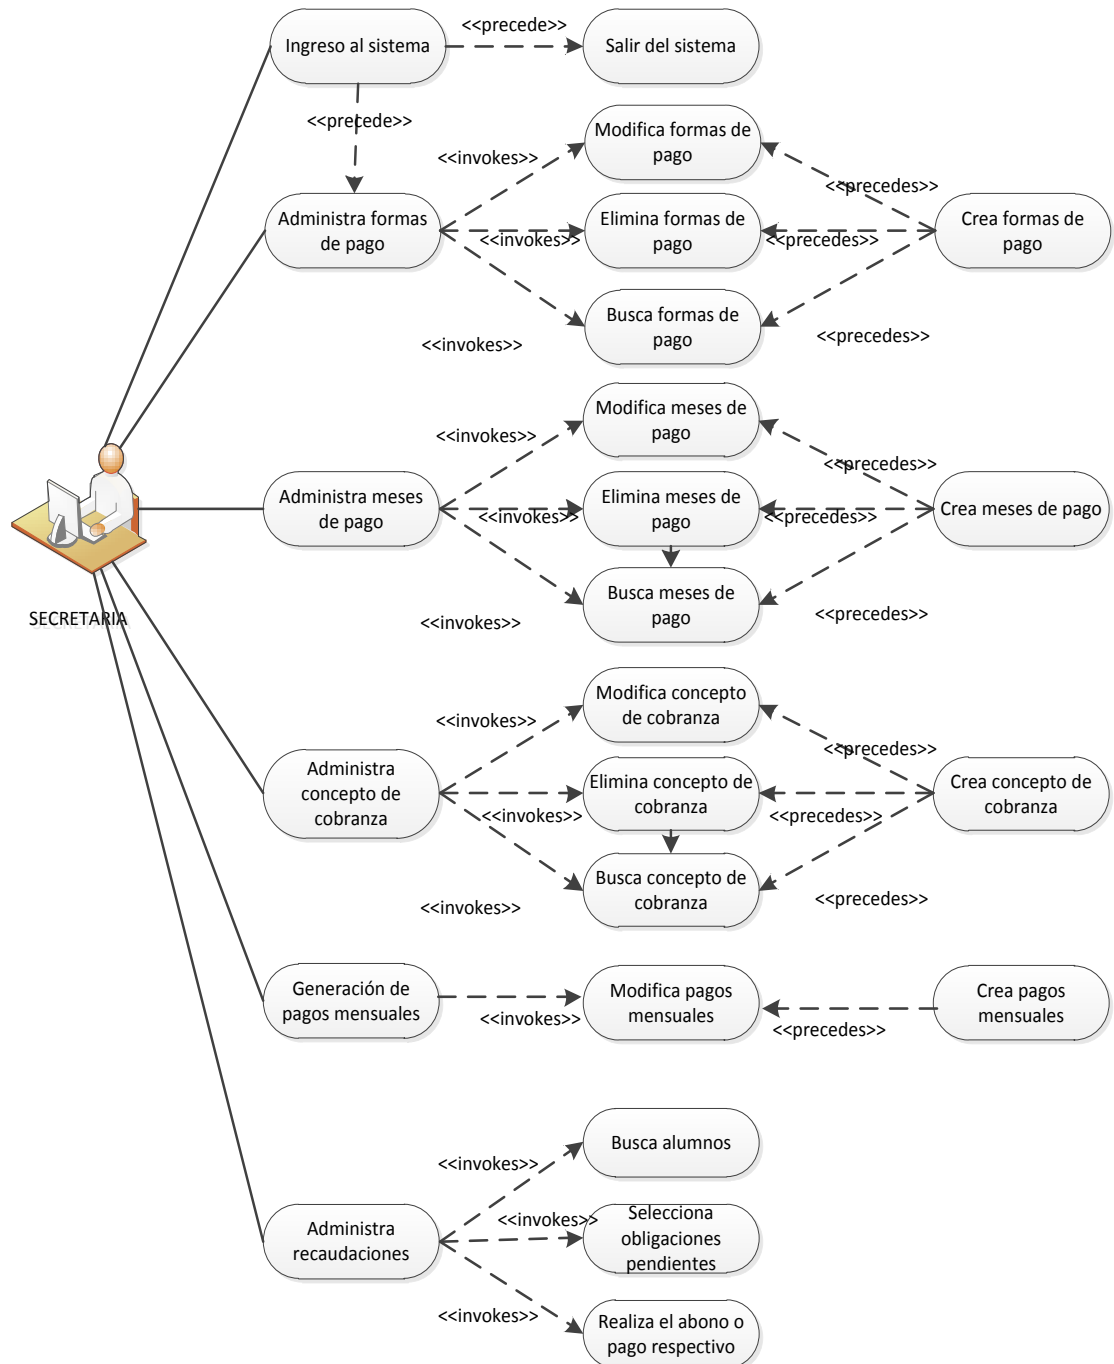 <<precede>>
Ingreso al sistema
Salir del sistema
<<precede>>
Modifica formas de
pago
<<invokes>>
<<precedes>>
Administra formas
de pago
<<invokes>>
Elimina formas de
pago
<<precedes>>
Crea formas de
pago
Busca formas de
pago
<<invokes>>
<<precedes>>
Modifica meses de
pago
<<invokes>>
<<precedes>>
Administra meses
de pago
<<invokes>>
Elimina meses de
pago
<<precedes>>
Crea meses de pago
Busca meses de
pago
<<invokes>>
<<precedes>>
SECRETARIA
Modifica concepto
de cobranza
<<invokes>>
<<precedes>>
Administra
concepto de
cobranza
<<invokes>>
Elimina concepto de
cobranza
<<precedes>>
Crea concepto de
cobranza
Busca concepto de
cobranza
<<invokes>>
<<precedes>>
Generación de
pagos mensuales
<<invokes>>
Modifica pagos
mensuales
<<precedes>>
Crea pagos
mensuales
Busca alumnos
<<invokes>>
Administra
recaudaciones
<<invokes>>
Selecciona
obligaciones
pendientes
<<invokes>>
Realiza el abono o
pago respectivo